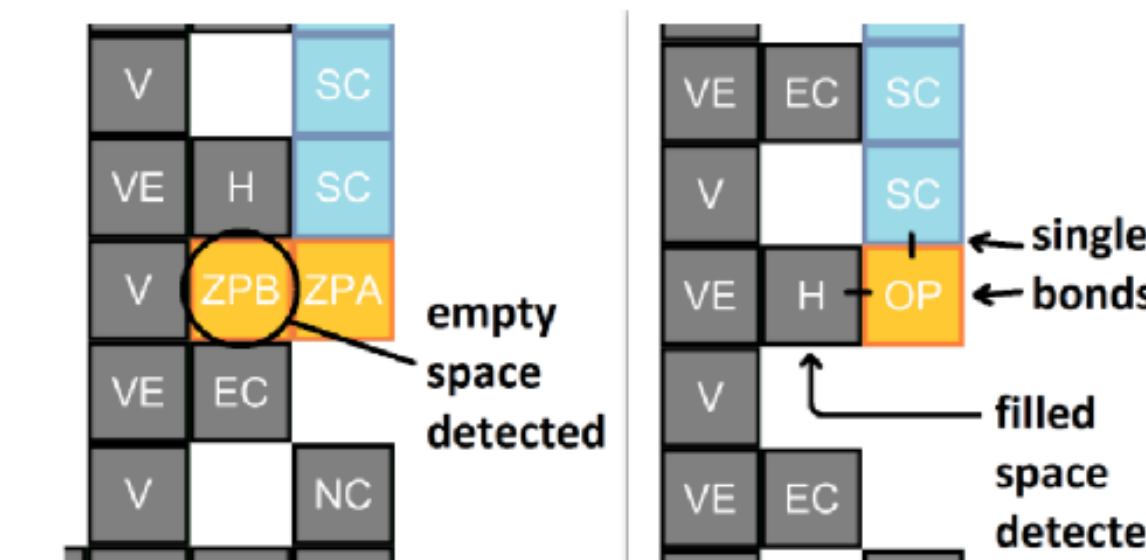 V SC
VE H SC
V ZPB ZPA
VE EC
V NC
empty
space
detected
VE EC SC
V SC
VE H OP
V
VE EC
single
bonds
filled
space
detecte